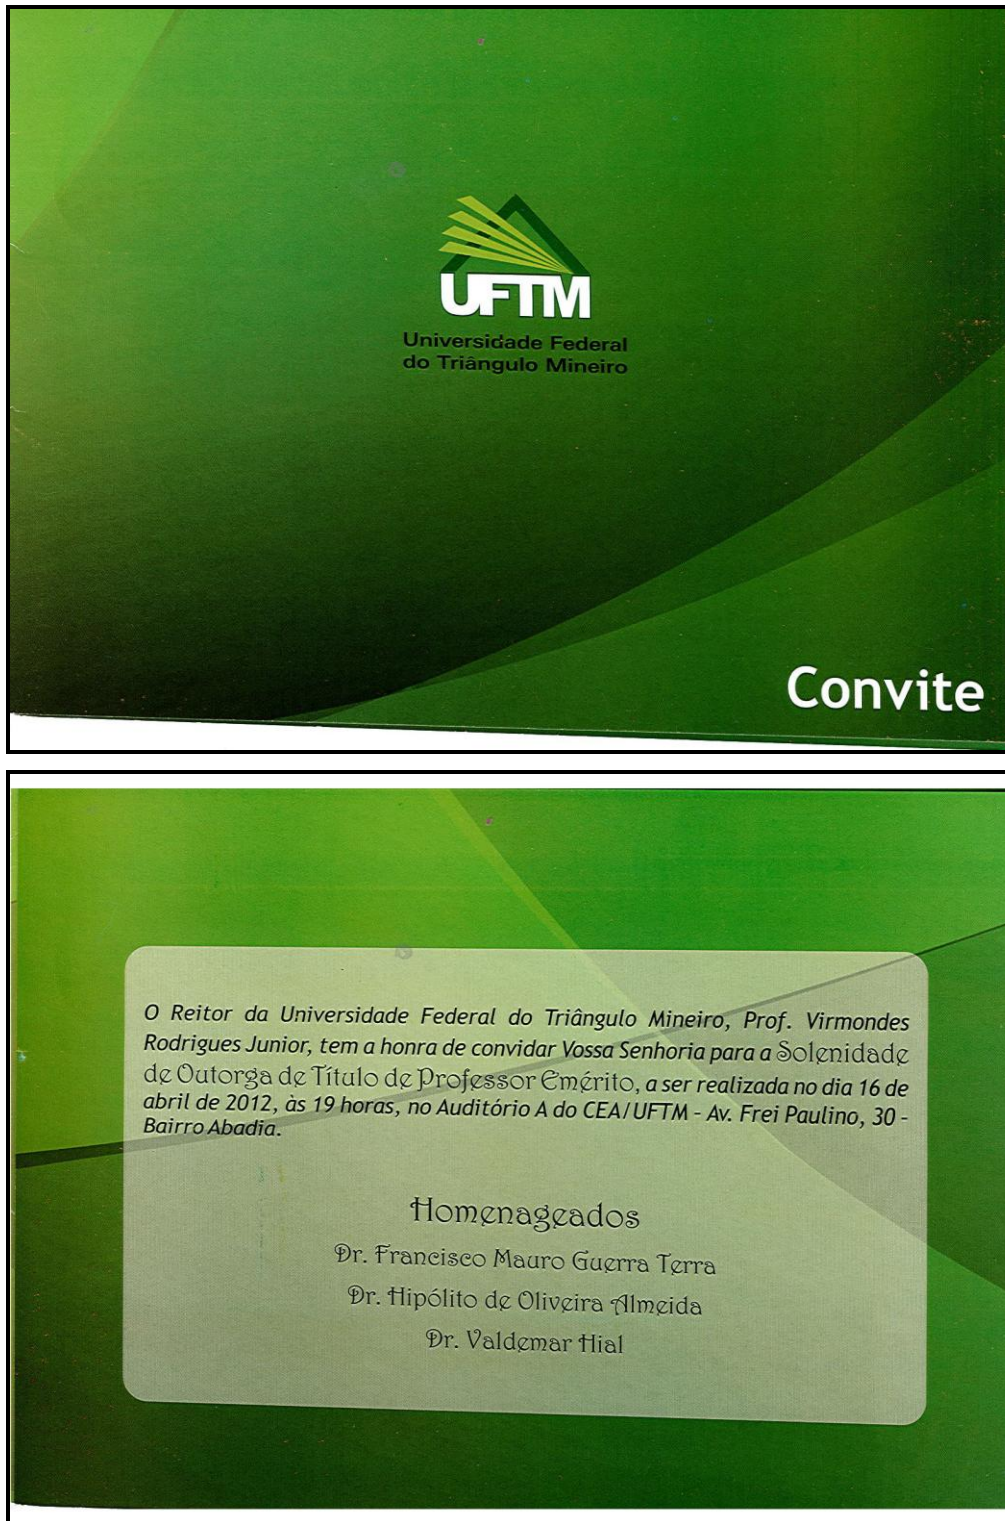 UFTM
Universidade Federal
do Triângulo Mineiro
Convite
O Reitor da Universidade Federal do Triângulo Mineiro, Prof. Virmondes
Rodrigues Junior, tem a honra de convidar Vossa Senhoria para a Solenidade
de Outorga de Título de Professor Emérito, a ser realizada no dia 16 de
abril de 2012, às 19 horas, no Auditório A do CEA/UFTM - Av. Frei Paulino, 30 -
Bairro Abadia.
Homenageados
Dr. Francisco Mauro Guerra Terra
Dr. Hipólito de Oliveira Almeida
Dr. Valdemar Hial